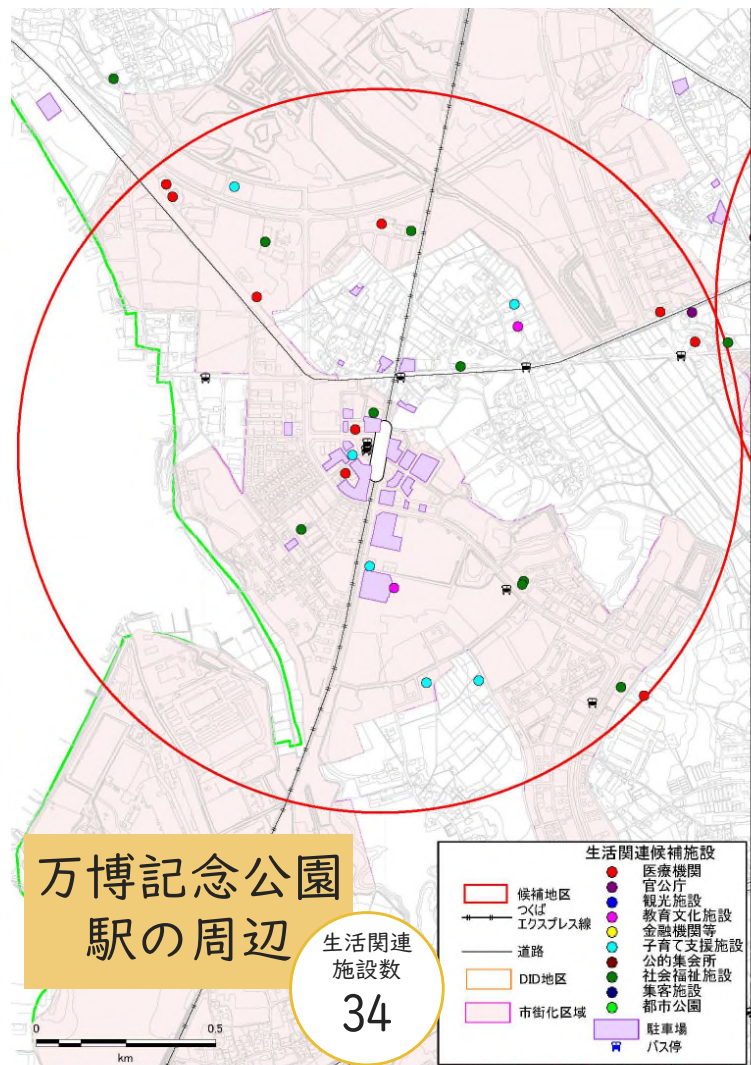 万博記念公園
駅の周辺
生活関連
施設数
34
0
0.5
km
生活関連候補施設
候補地区
つくば
エクスプレス線
道路
DID地区
市街化区域
医療機関
官公庁
観光施設
教育文化施設
金融機関等
子育て支援施設
公的集会所
社会福祉施設
集客施設
都市公園
駐車場
バス停